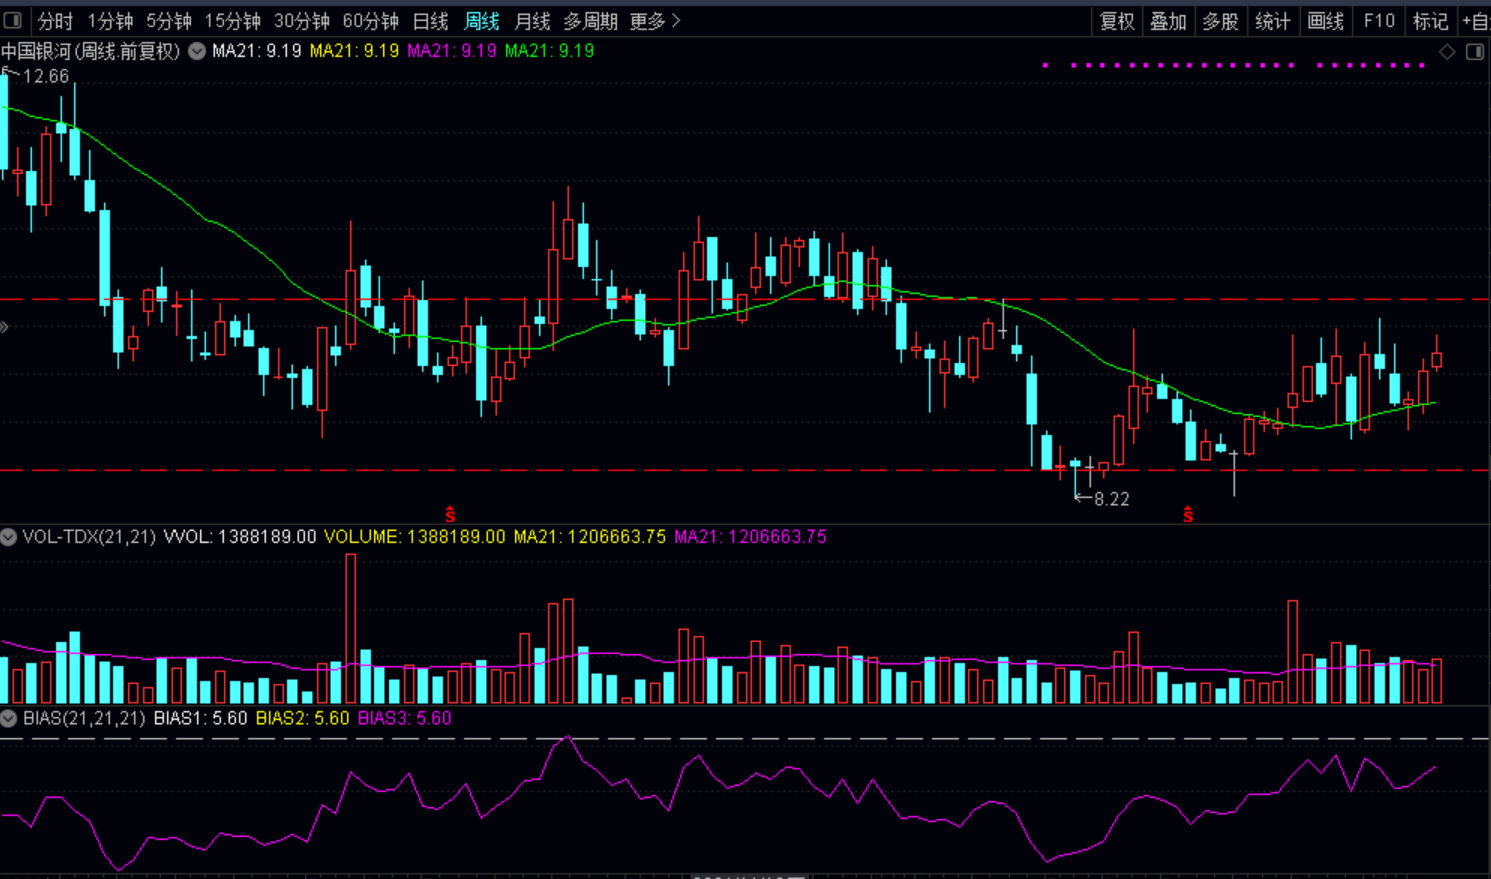 分时 1分钟 5分钟 15分钟 30分钟 60分钟 日线 周线 月线 多周期 更多 复权 叠加 多股 统计 画线 F10 标记 +自
中国银河(周线.前复权) MA21: 9.19 MA21: 9.19 MA21: 9.19 MA21: 9.19
12.66
8.22
S S
VOL-TDX(21,21) VVOL: 1388189.00 VOLUME: 1388189.00 MA21: 1206663.75 MA21: 1206663.75
BIAS(21,21,21) BIAS1: 5.60 BIAS2: 5.60 BIAS3: 5.60